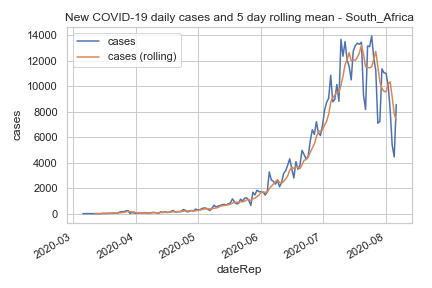 New COVID-19 daily cases and 5 day rolling mean - South_Africa
cases
cases (rolling)
14000
12000
10000
8000
6000
4000
2000
0
cases
2020-03
2020-04
2020-05
2020-06
2020-07
2020-08
dateRep